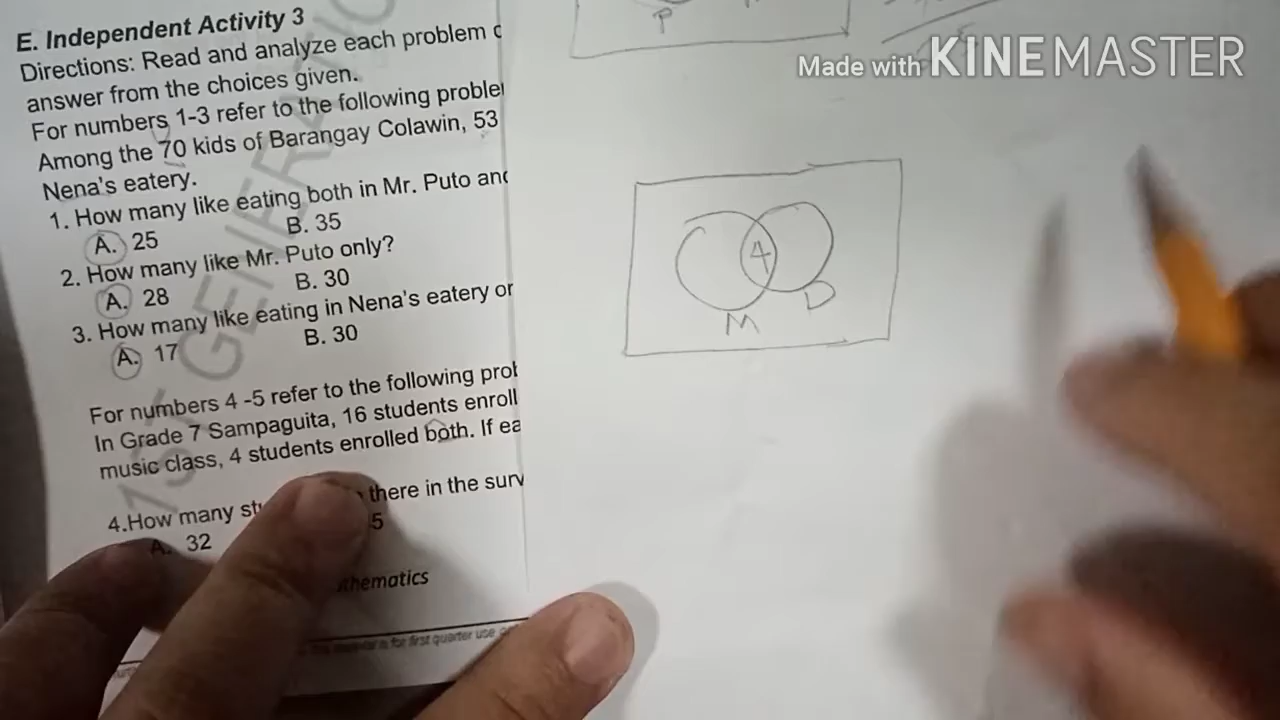 E. Independent Activity 3
Directions: Read and analyze each problem
answer from the choices given.
For numbers 1-3 refer to the following
Among the 70 kids of Barangay Colawin, 53
Nena's eatery.
1. How many like eating both in Mr. Puto
A. 25 B. 35
2. How many like Mr. Puto only?
A. 28 B. 30
3. How many like eating in Nena's eatery or
A. 17 B. 30
For numbers 4 -5 refer to the following
In Grade 7 Sampaguita, 16 students
music class, 4 students enrolled both. If
4.How many there in the
A. 32 5
1ST GENERATION
P
4
M
D
Made with KINEMASTER